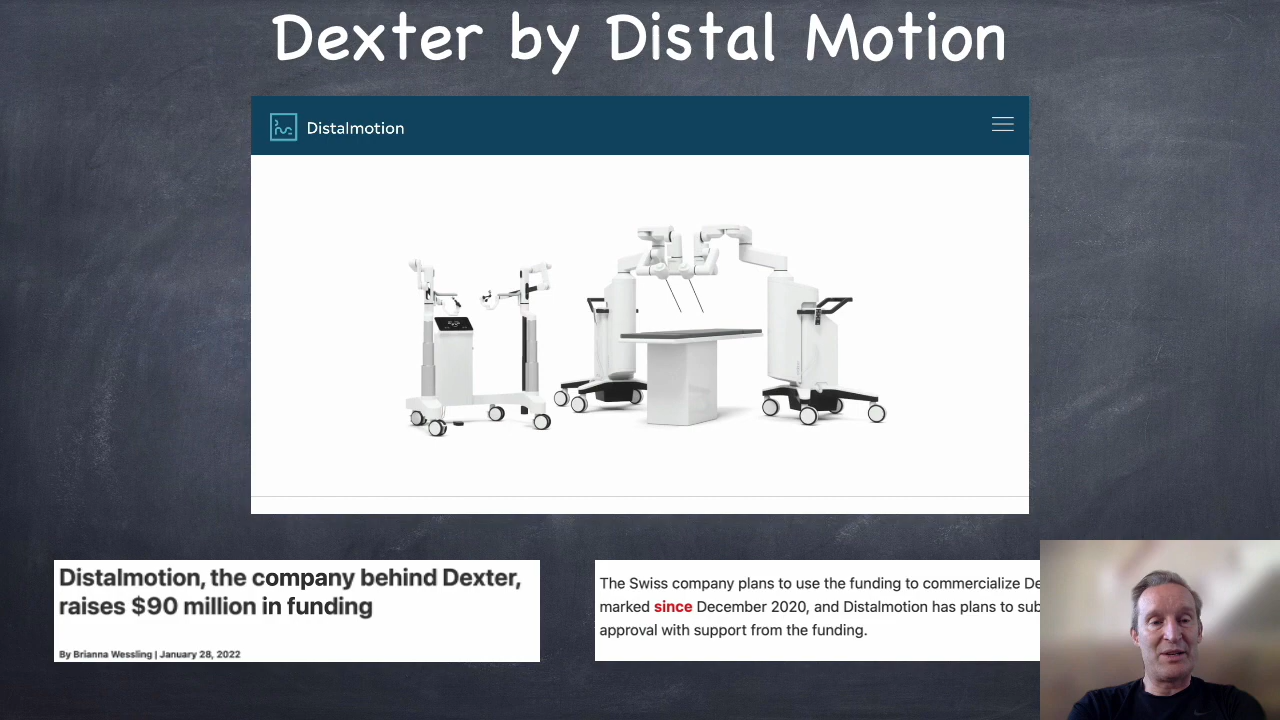 Dexter by Distal Motion
Distalmotion
Distalmotion, the company behind Dexter,
raises $90 million in funding
By Brianna Wessling | January 28, 2022
The Swiss company plans to use the funding to commercialize
marked since December 2020, and Distalmotion has plans to
approval with support from the funding.